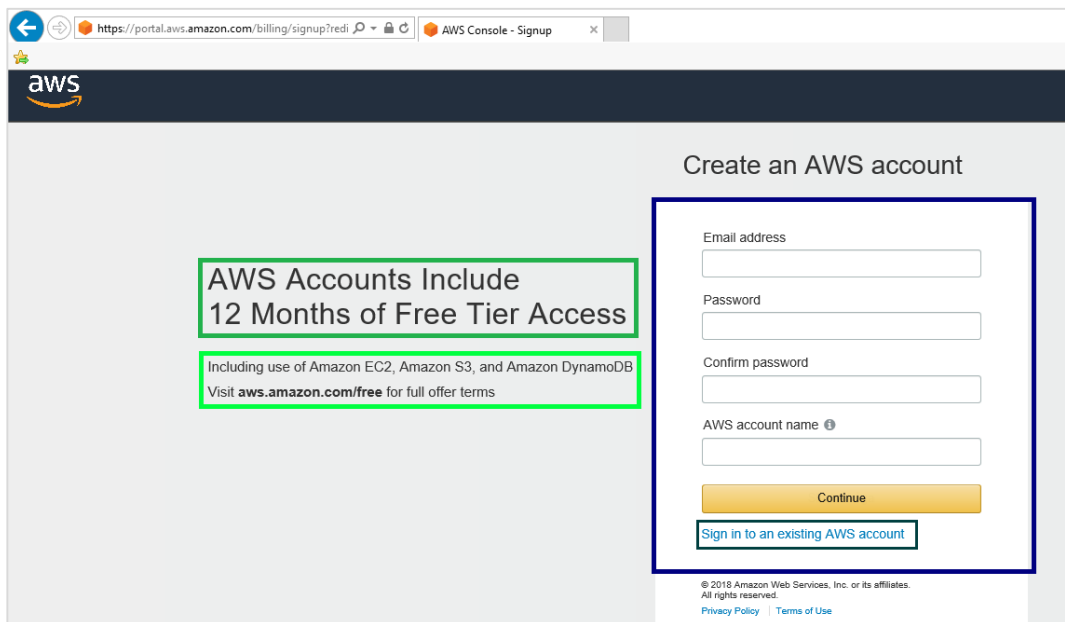 https://portal.aws.amazon.com/billing/signup?redi
AWS Console - Signup
aws
Create an AWS account
AWS Accounts Include
12 Months of Free Tier Access
Including use of Amazon EC2, Amazon S3, and Amazon DynamoDB
Visit aws.amazon.com/free for full offer terms
Email address
Password
Confirm password
AWS account name
Continue
Sign in to an existing AWS account
© 2018 Amazon Web Services, Inc. or its affiliates.
All rights reserved.
Privacy Policy | Terms of Use